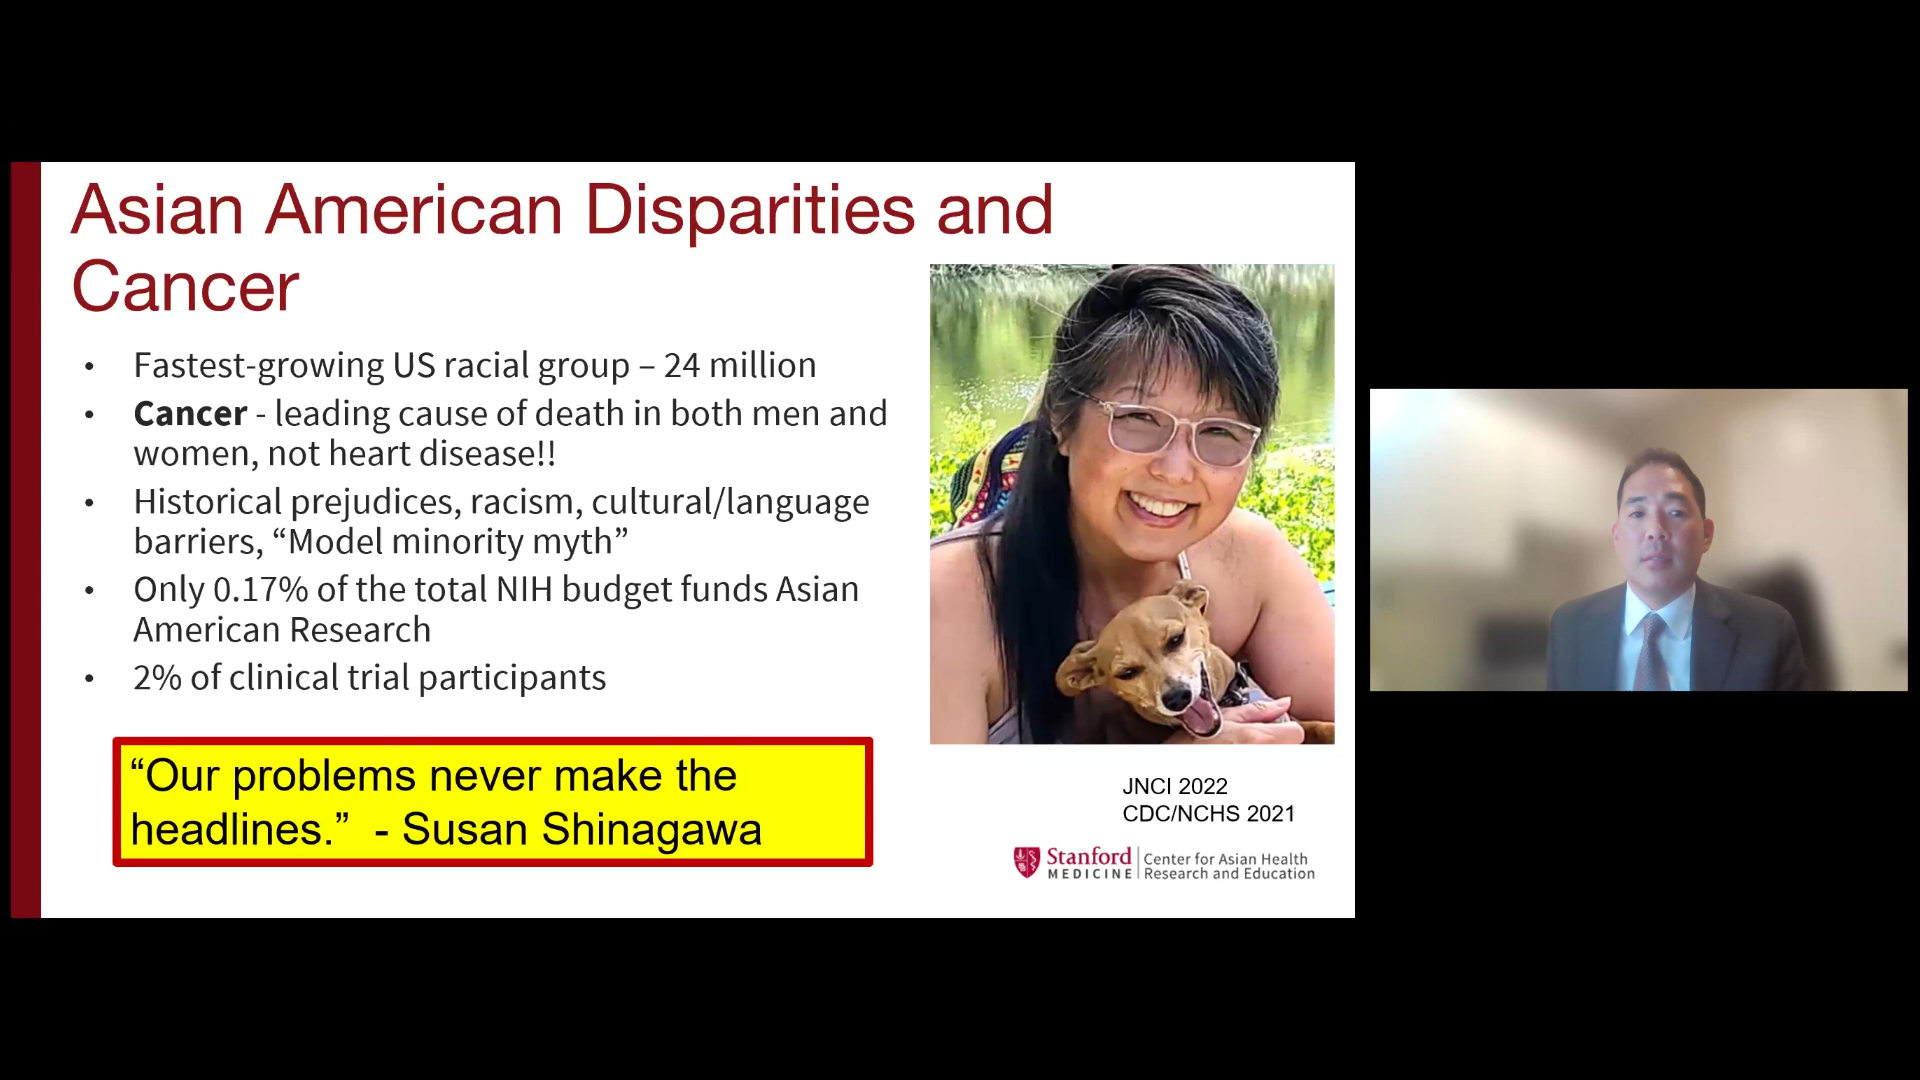 Asian American Disparities and
Cancer
• Fastest-growing US racial group – 24 million
• Cancer - leading cause of death in both men and
women, not heart disease!!
• Historical prejudices, racism, cultural/language
barriers, “Model minority myth”
• Only 0.17% of the total NIH budget funds Asian
American Research
• 2% of clinical trial participants
“Our problems never make the
headlines.” - Susan Shinagawa
JNCI 2022
CDC/NCHS 2021
Stanford
MEDICINE
Center for Asian Health
Research and Education